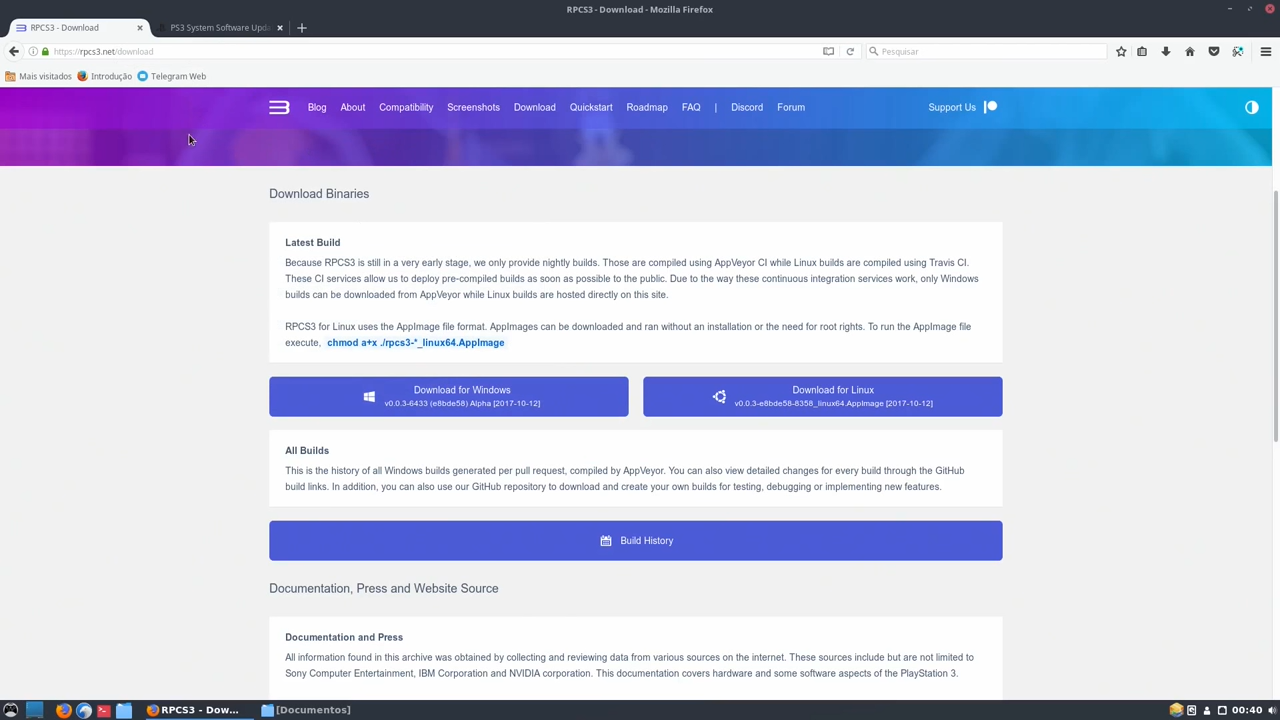 RPCS3 - Download - Mozilla Firefox
RPCS3 - Download
PS3 System Software Upda
https://rpcs3.net/download
Pesquisar
Mais visitados
Introdução
Telegram Web
Blog
About
Compatibility
Screenshots
Download
Quickstart
Roadmap
FAQ
|
Discord
Forum
Support Us
Download Binaries
Latest Build
Because RPCS3 is still in a very early stage, we only provide nightly builds. Those are compiled using AppVeyor CI while Linux builds are compiled using Travis CI.
These CI services allow us to deploy pre-compiled builds as soon as possible to the public. Due to the way these continuous integration services work, only Windows
builds can be downloaded from AppVeyor while Linux builds are hosted directly on this site.
RPCS3 for Linux uses the AppImage file format. AppImages can be downloaded and ran without an installation or the need for root rights. To run the AppImage file
execute, chmod a+x ./rpcs3-*_linux64.AppImage
Download for Windows
v0.0.3-6433 (e8bde58) Alpha [2017-10-12]
Download for Linux
v0.0.3-e8bde58-8358_linux64.AppImage [2017-10-12]
All Builds
This is the history of all Windows builds generated per pull request, compiled by AppVeyor. You can also view detailed changes for every build through the GitHub
build links. In addition, you can also use our GitHub repository to download and create your own builds for testing, debugging or implementing new features.
Build History
Documentation, Press and Website Source
Documentation and Press
All information found in this archive was obtained by collecting and reviewing data from various sources on the internet. These sources include but are not limited to
Sony Computer Entertainment, IBM Corporation and NVIDIA corporation. This documentation covers hardware and some software aspects of the PlayStation 3.
RPCS3 - Dow...
[Documentos]
00:40